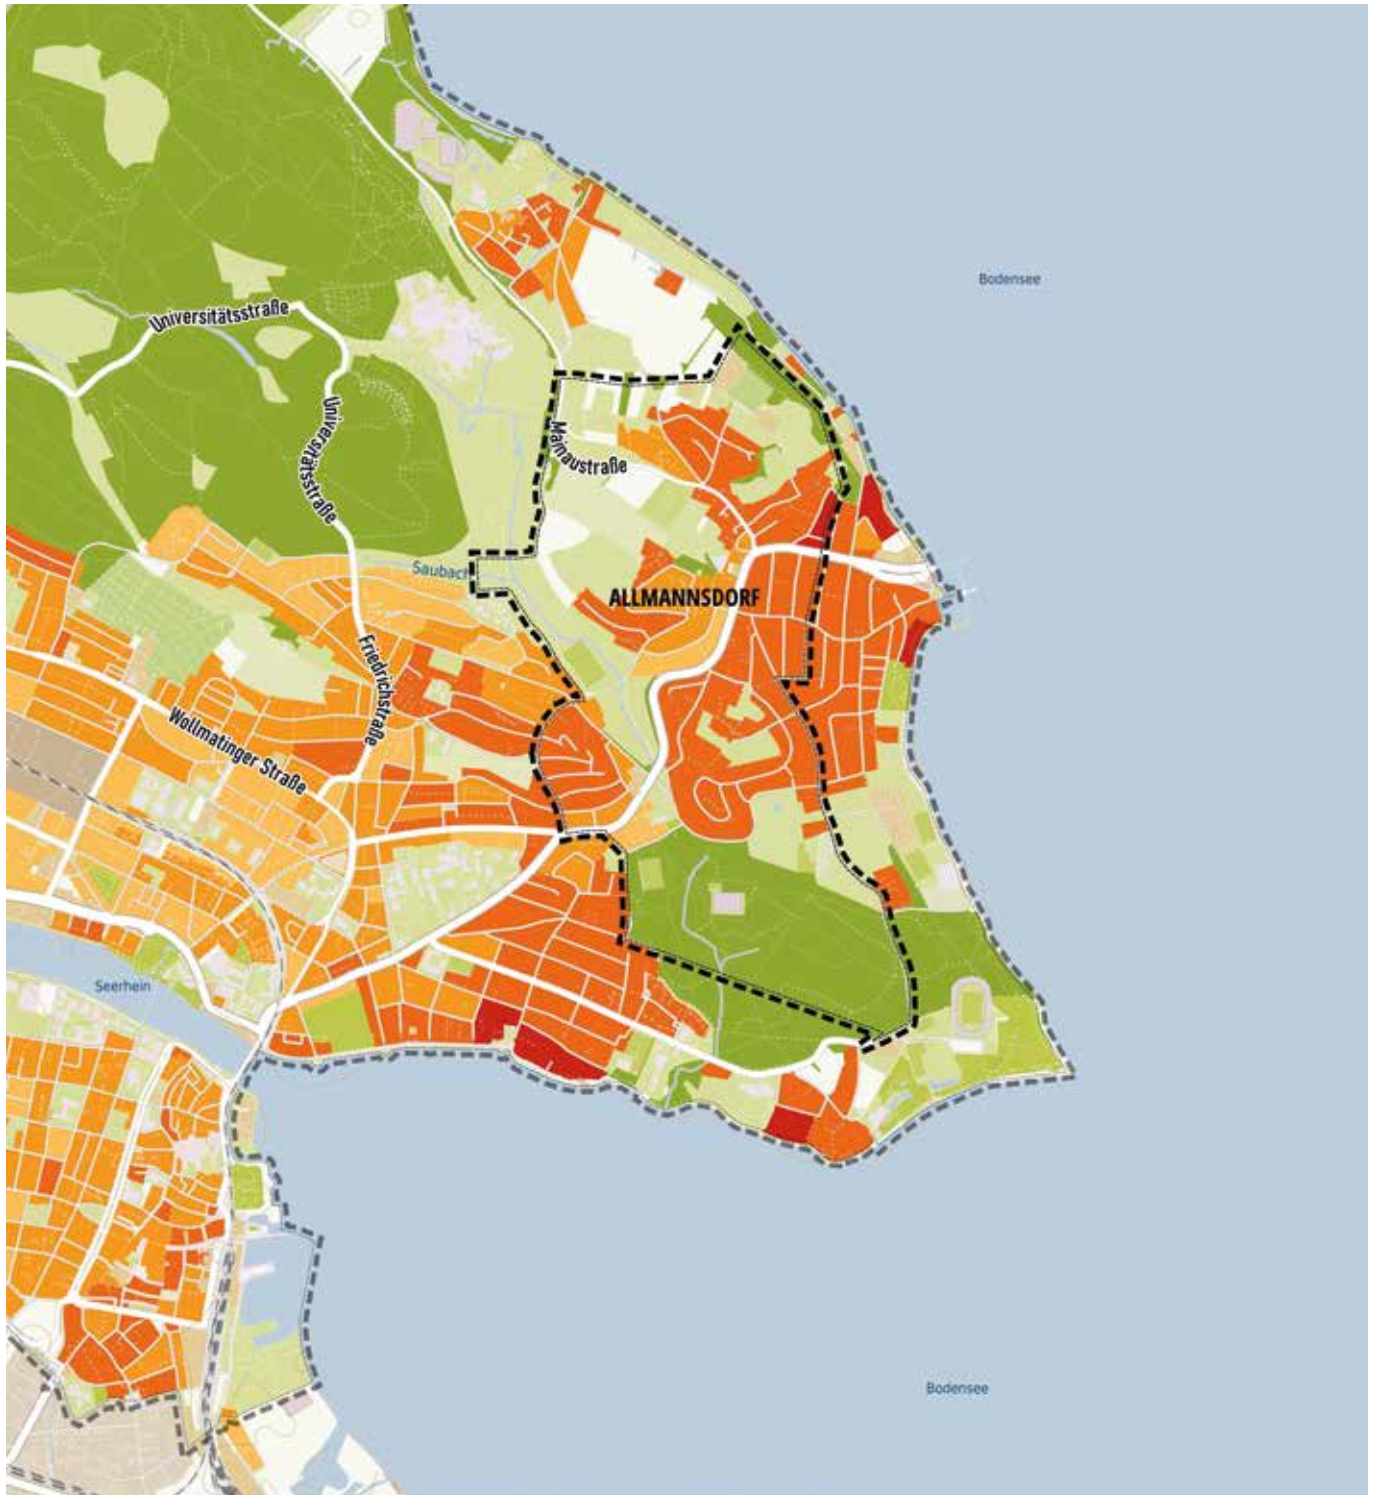 Bodensee
Universitätsstraße
Universitätsstraße
Mainaustraße
Saubach
ALLMANNSDORF
Friedrichstraße
Wollmatinger Straße
Seerhein
Bodensee